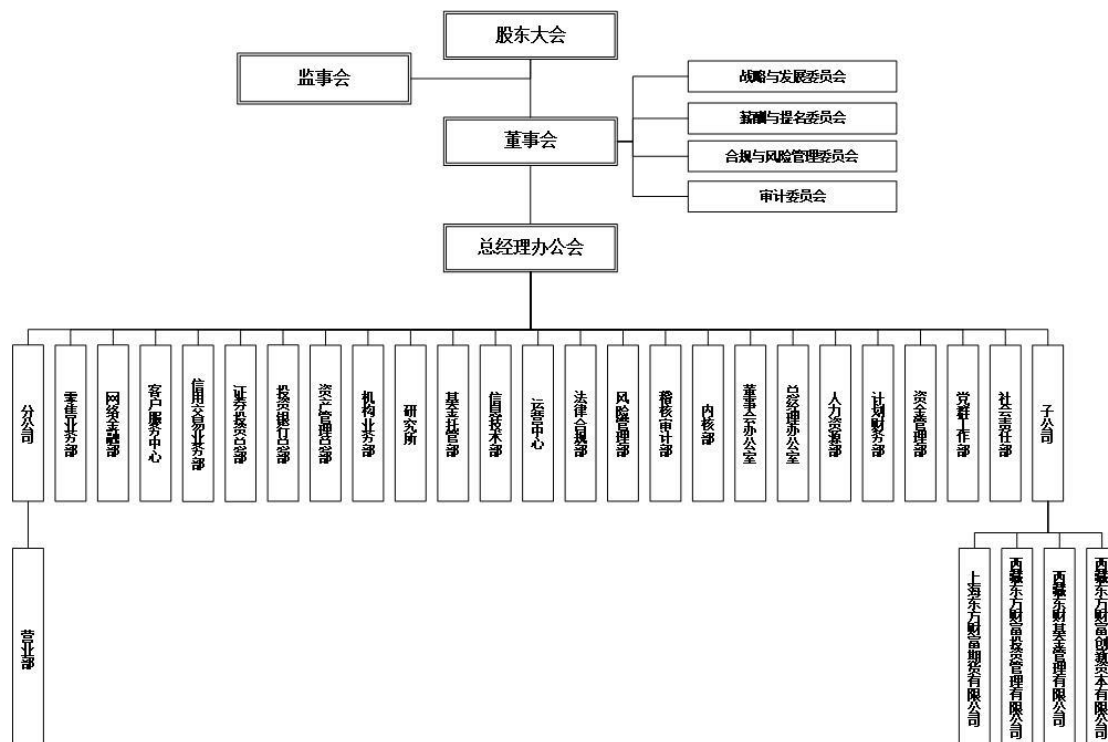 股东大会
监事会
战略与发展委员会
薪酬与提名委员会
董事会
合规与风险管理委员会
审计委员会
总经理办公会
分公司
零售业务部
网络金融部
客户服务中心
信用交易业务部
证券投资总部
投资银行总部
资产管理总部
机构业务部
研究所
基金托管部
信息技术部
运营中心
法律合规部
风险管理部
稽核审计部
内核部
董事会办公室
总经理办公室
人力资源部
计划财务部
资金管理部
党群工作部
社会责任部
子公司
营业部
上海东方财富期货有限公司
西藏东方财富投资管理有限公司
西藏东财基金管理有限公司
西藏东方财富创新资本有限公司